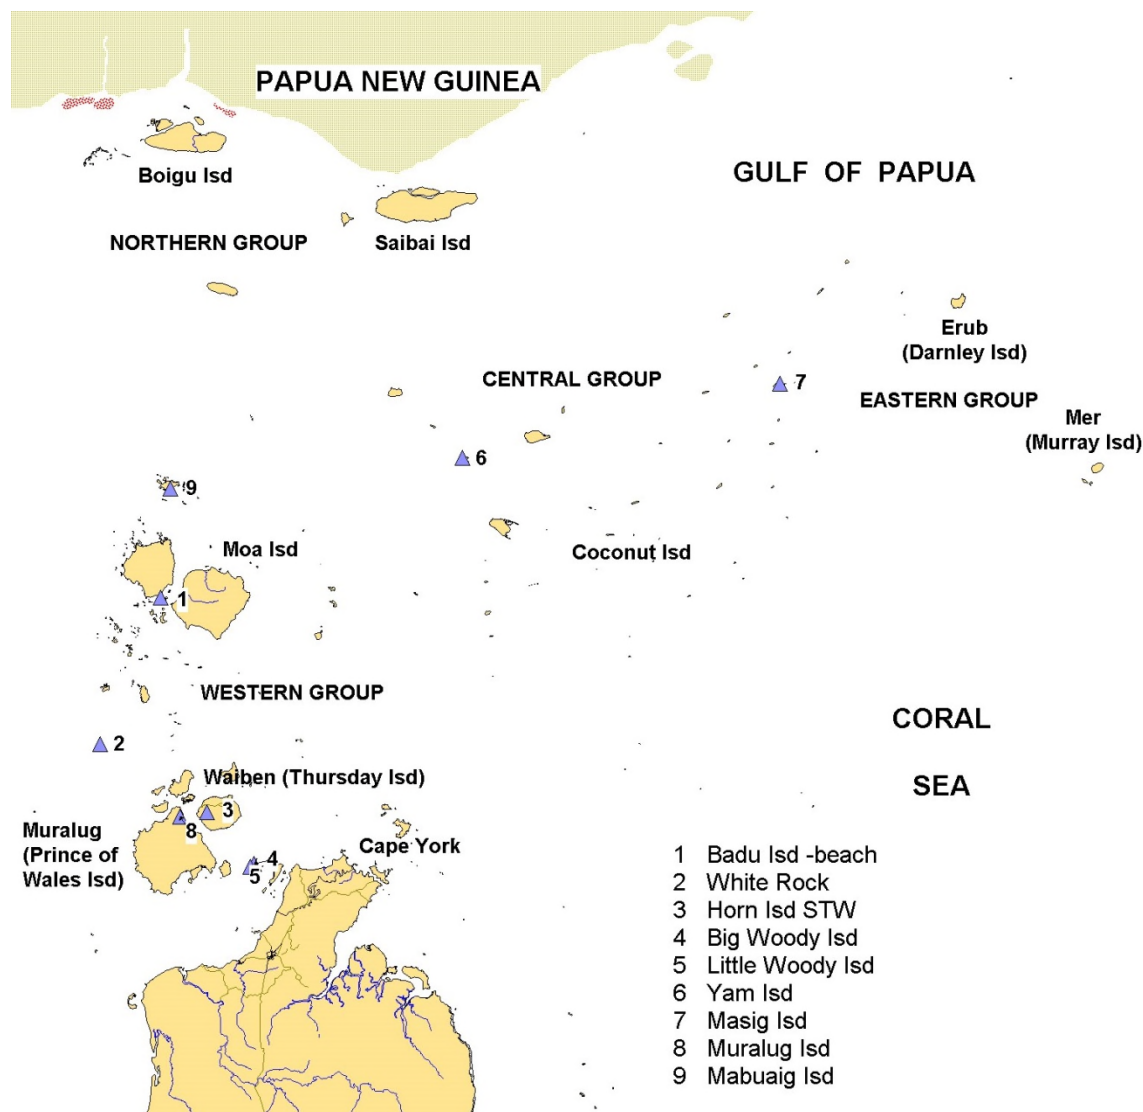 PAPUA NEW GUINEA
Boigu Isd
GULF OF PAPUA
NORTHERN GROUP
Saibai Isd
Erub
(Darnley Isd)
CENTRAL GROUP
7
EASTERN GROUP
Mer
(Murray Isd)
6
9
Moa Isd
Coconut Isd
1
WESTERN GROUP
CORAL
SEA
2
Waiben (Thursday Isd)
3
8
Muralug
(Prince of
Wales Isd)
Cape York
4
5
1 Badu Isd -beach
2 White Rock
3 Horn Isd STW
4 Big Woody Isd
5 Little Woody Isd
6 Yam Isd
7 Masig Isd
8 Muralug Isd
9 Mabuaig Isd